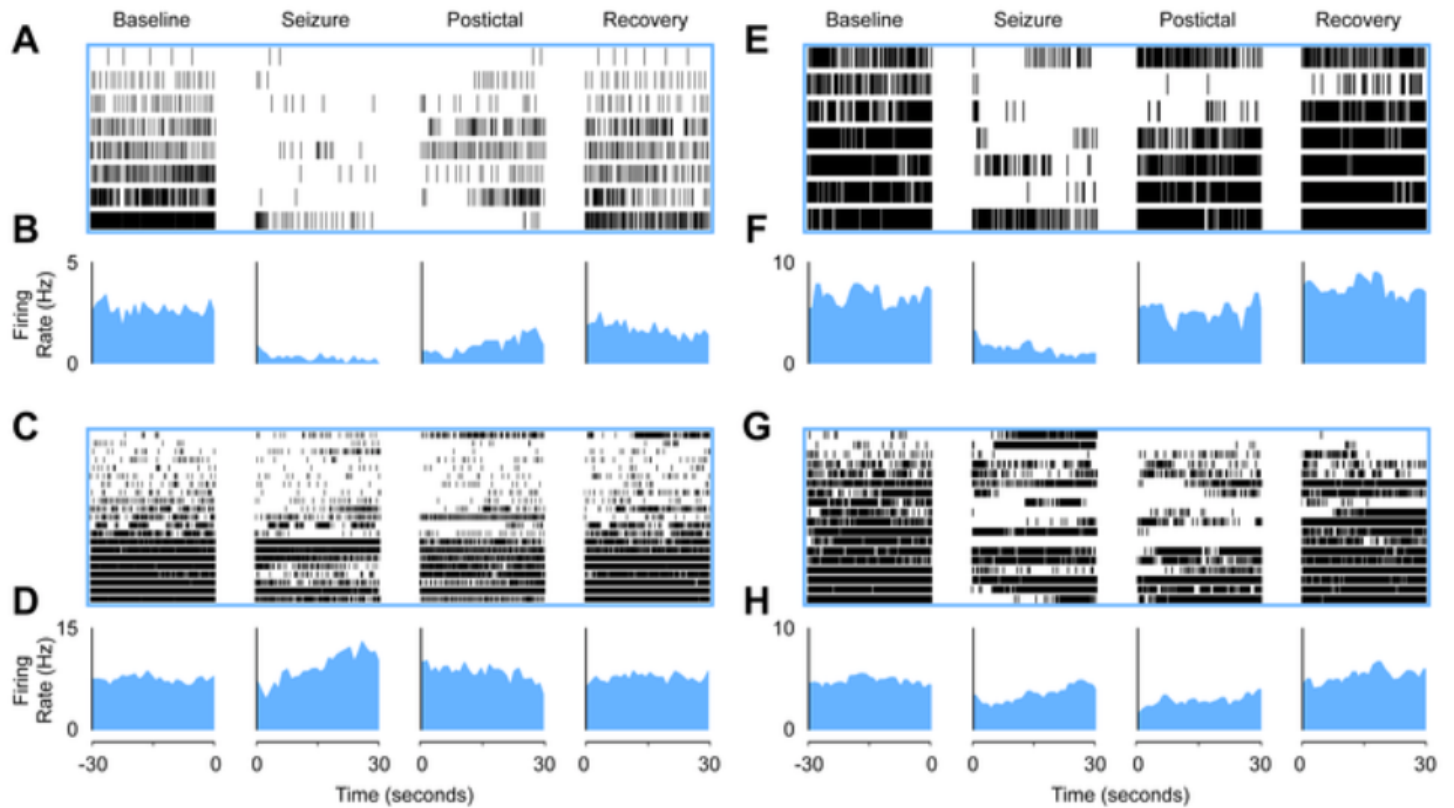 Baseline Seizure Postictal Recovery
Baseline Seizure Postictal Recovery
A
E
B
F
5
0
Firing
Rate (Hz)
10
0
C
G
D
H
15
0
Firing
Rate (Hz)
10
0
-30 0 0 30 0 30 0 30
-30 0 0 30 0 30 0 30
Time (seconds)
Time (seconds)